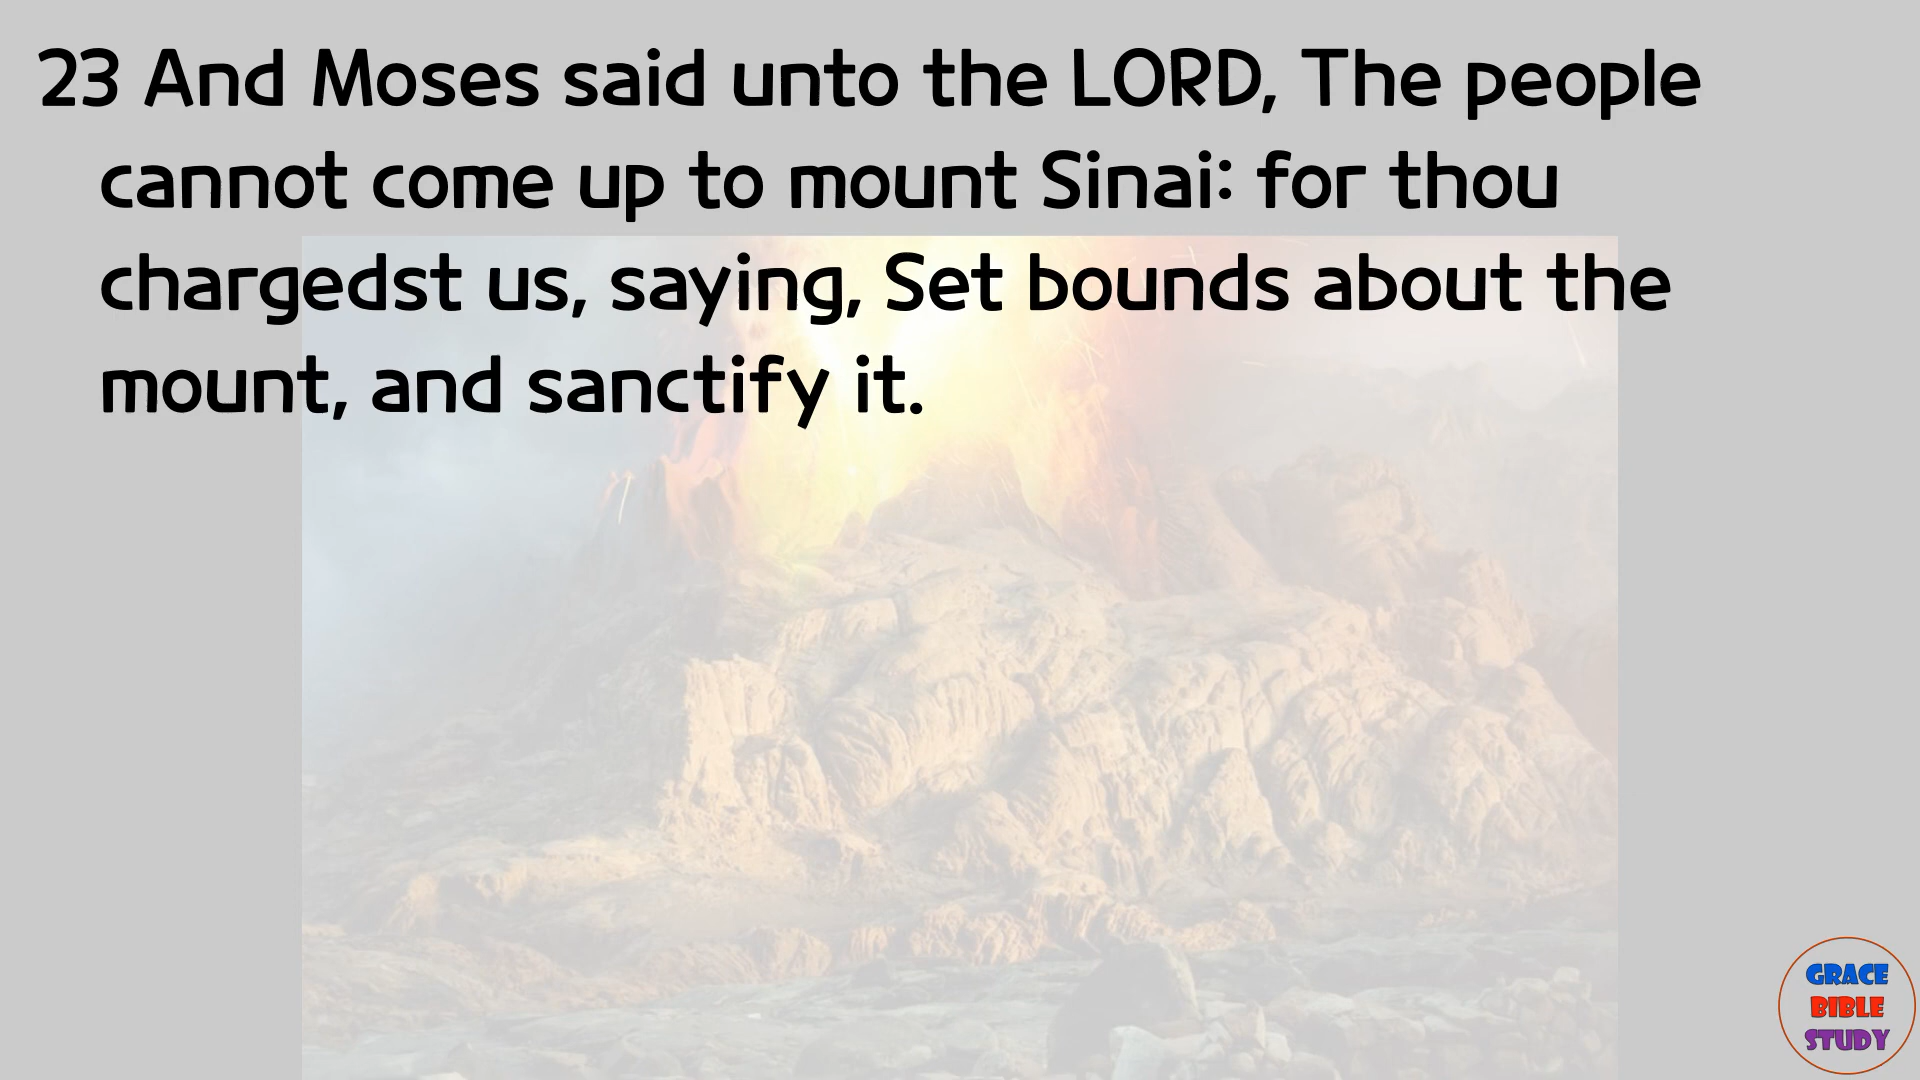 23 And Moses said unto the LORD, The people
cannot come up to mount Sinai: for thou
chargedst us, saying, Set bounds about the
mount, and sanctify it.
GRACE
BIBLE
STUDY